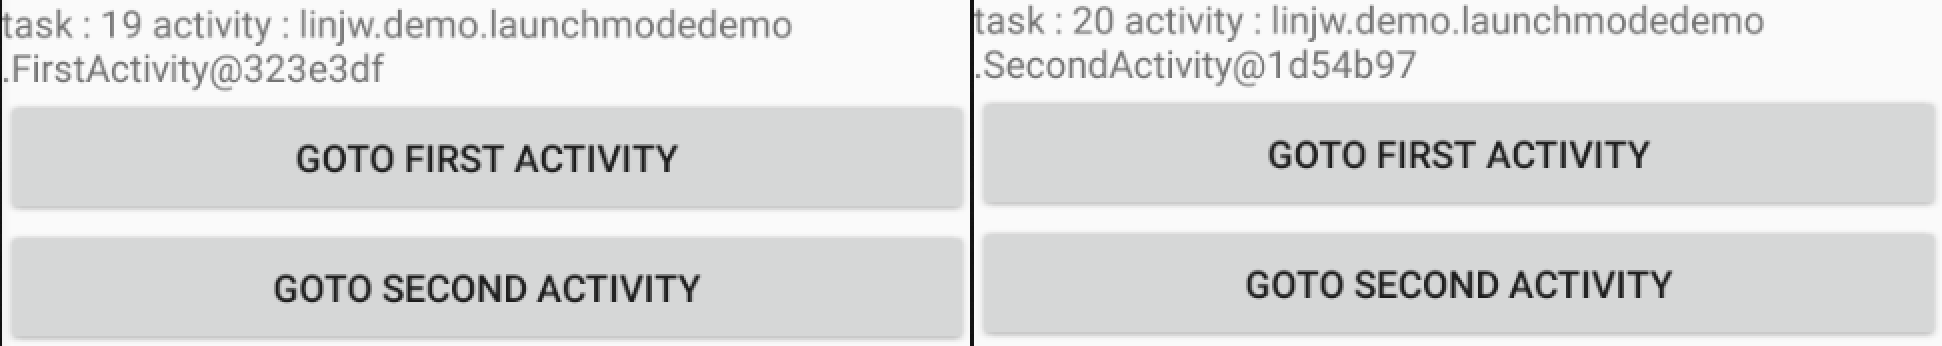 task : 19 activity : linjw.demo.launchmodedemo
.FirstActivity@323e3df
GOTO FIRST ACTIVITY
GOTO SECOND ACTIVITY
task : 20 activity : linjw.demo.launchmodedemo
.SecondActivity@1d54b97
GOTO FIRST ACTIVITY
GOTO SECOND ACTIVITY